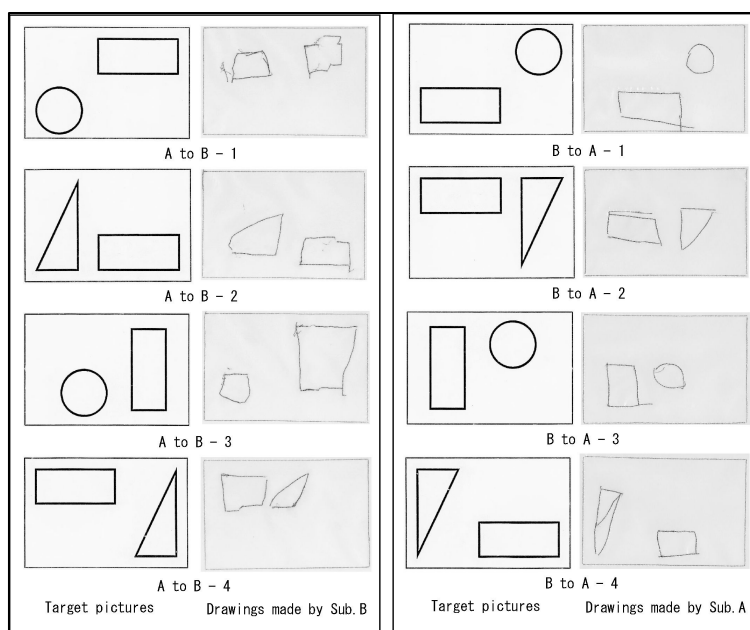 A to B – 1
A to B – 2
A to B – 3
A to B – 4
Target pictures
Drawings made by Sub.B
B to A – 1
B to A – 2
B to A – 3
B to A – 4
Target pictures
Drawings made by Sub.A